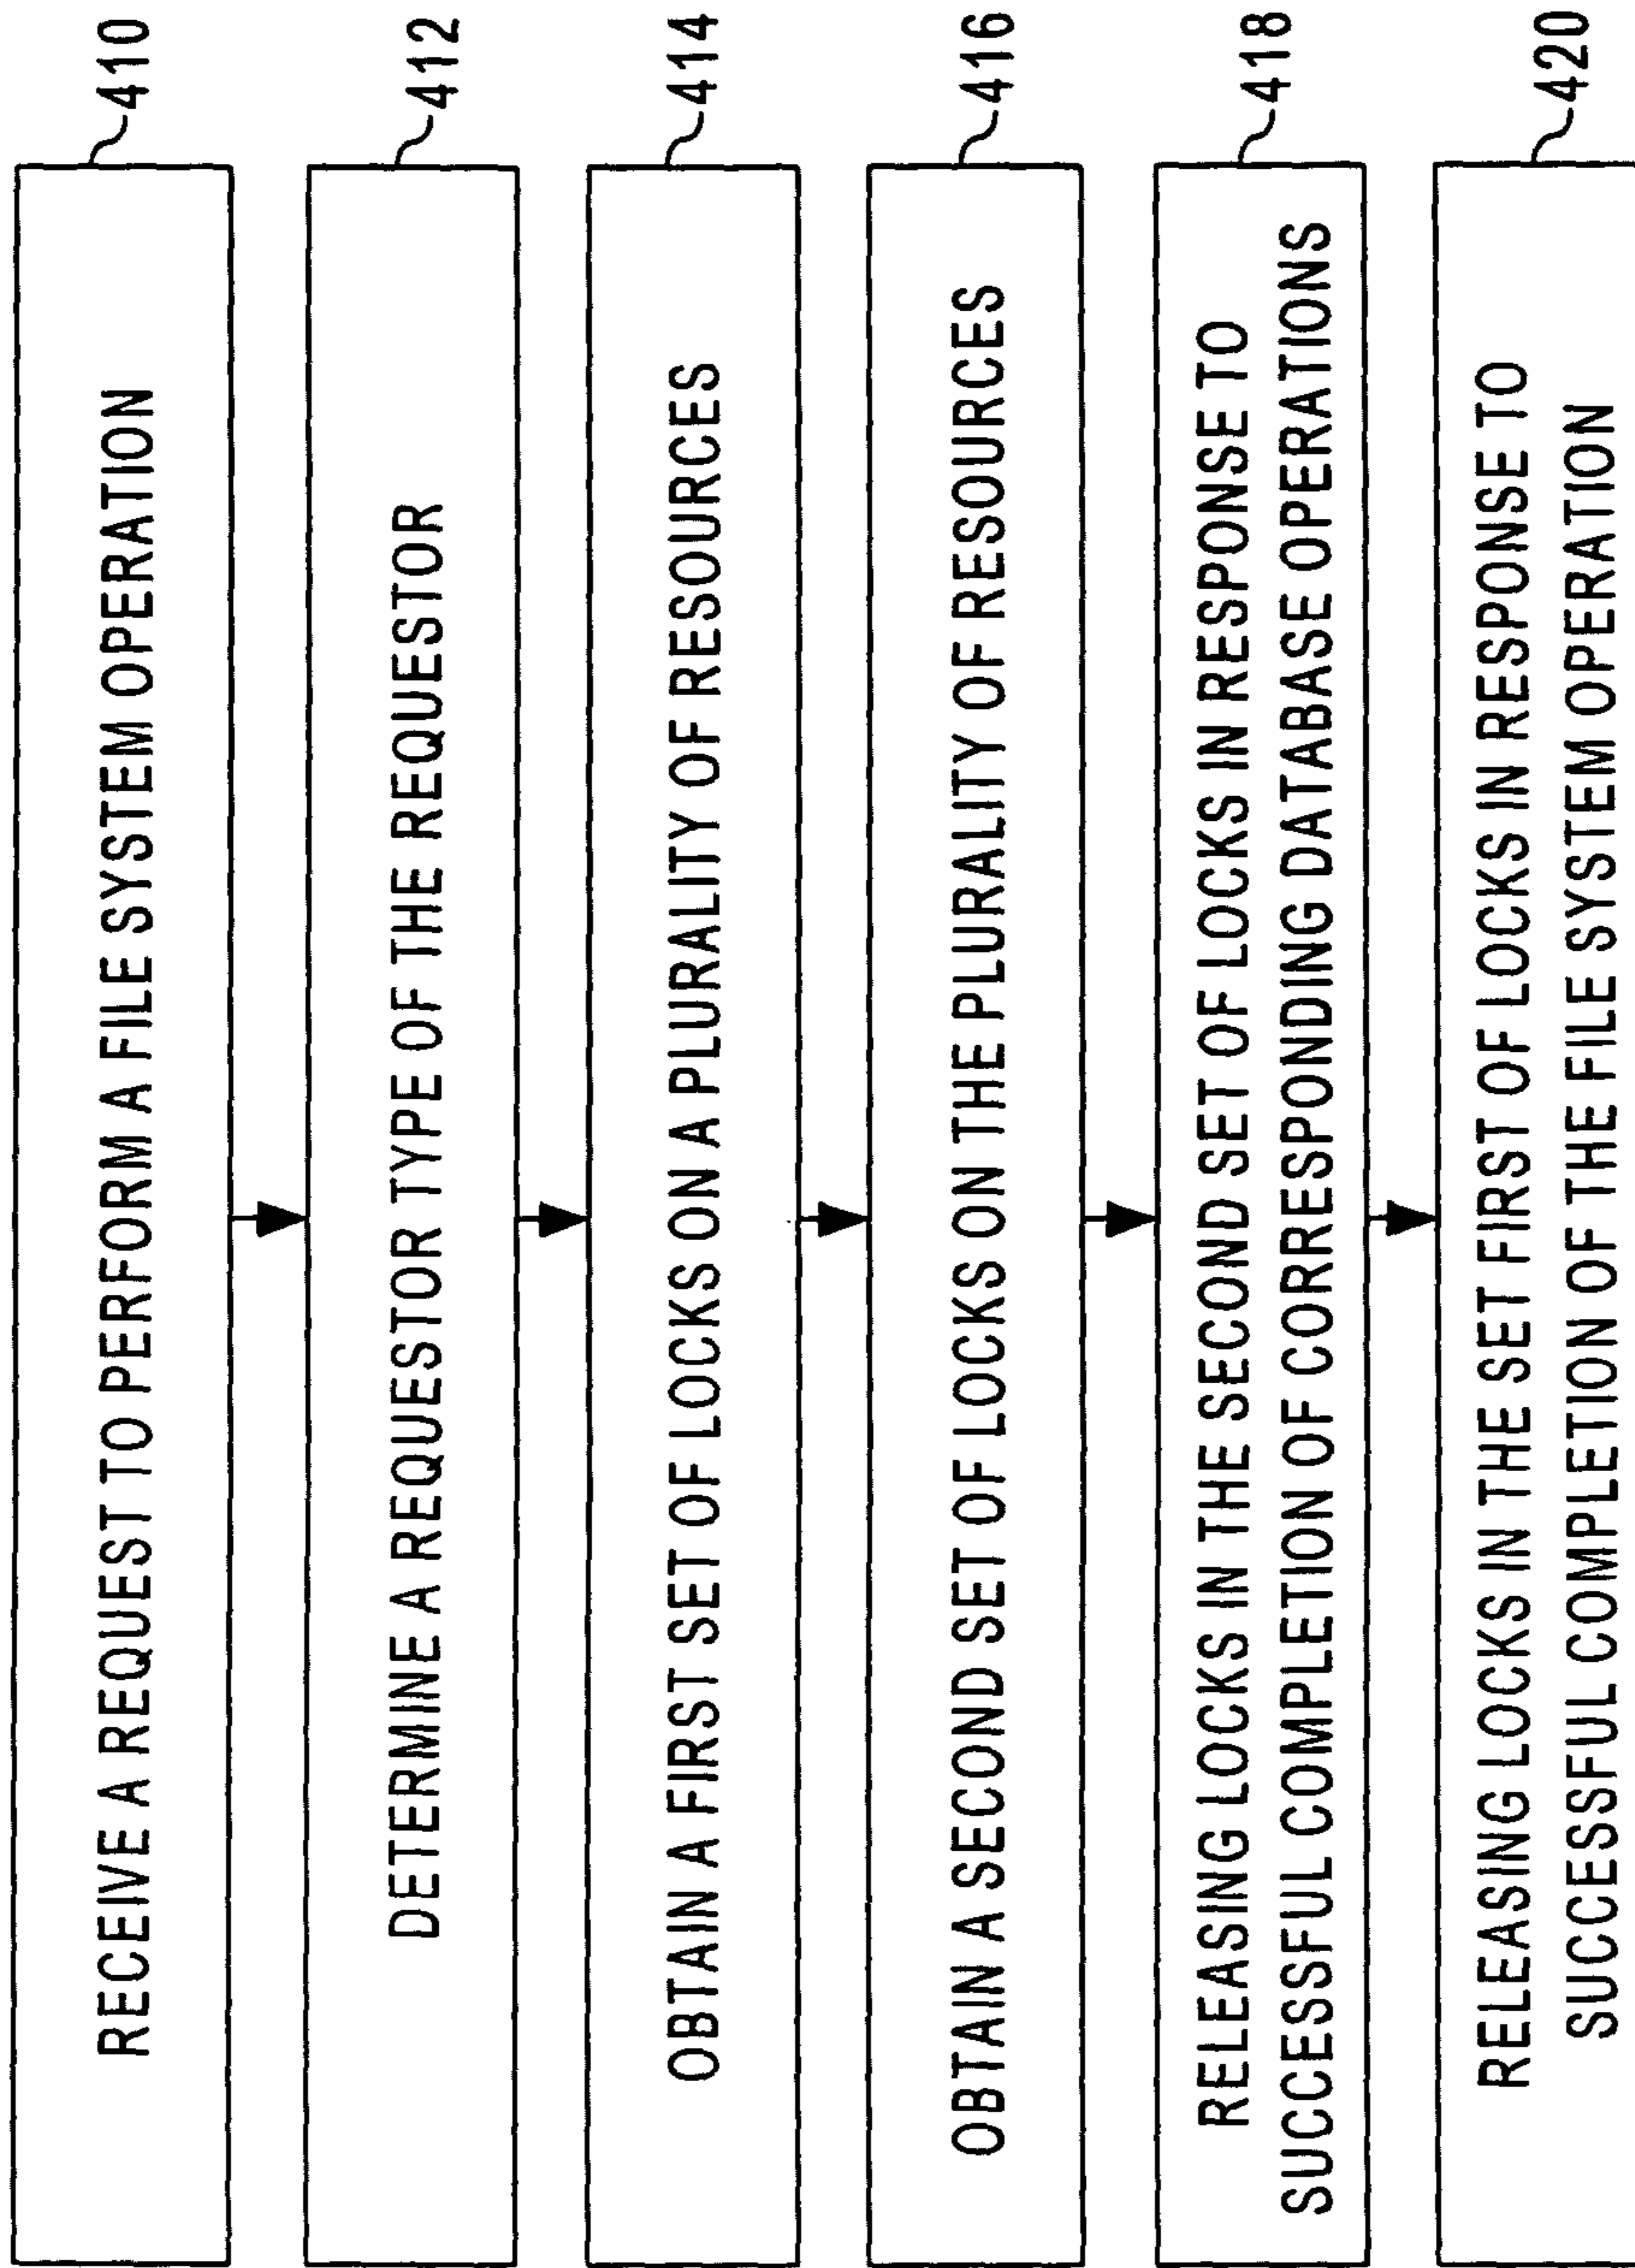 RECEIVE A REQUEST TO PERFORM A FILE SYSTEM OPERATION
410
DETERMINE A REQUESTOR TYPE OF THE REQUESTOR
412
OBTAIN A FIRST SET OF LOCKS ON A PLURALITY OF RESOURCES
414
OBTAIN A SECOND SET OF LOCKS ON THE PLURALITY OF RESOURCES
416
RELEASING LOCKS IN THE SECOND SET OF LOCKS IN RESPONSE TO
SUCCESSFUL COMPLETION OF CORRESPONDING DATABASE OPERATIONS
418
RELEASING LOCKS IN THE SET FIRST OF LOCKS IN RESPONSE TO
SUCCESSFUL COMPLETION OF THE FILE SYSTEM OPERATION
420